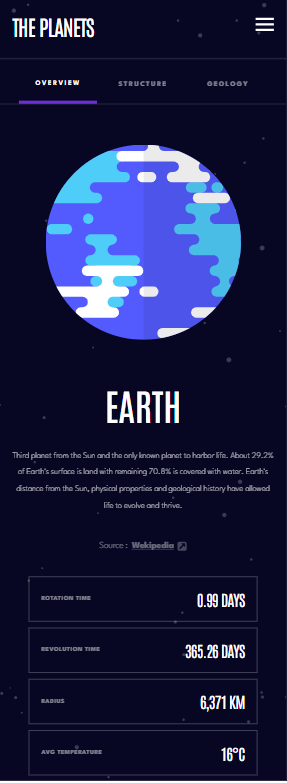 THE PLANETS
OVERVIEW STRUCTURE GEOLOGY
EARTH
Third planet from the Sun and the only known planet to harbor life. About 29.2%
of Earth's surface is land with remaining 70.8% is covered with water. Earth's
distance from the Sun, physical properties and geological history have allowed
life to evolve and thrive.
Source : Wekipedia
ROTATION TIME 0.99 DAYS
REVOLUTION TIME 365.26 DAYS
RADIUS 6,371 KM
AVG TEMPERATURE 16°C